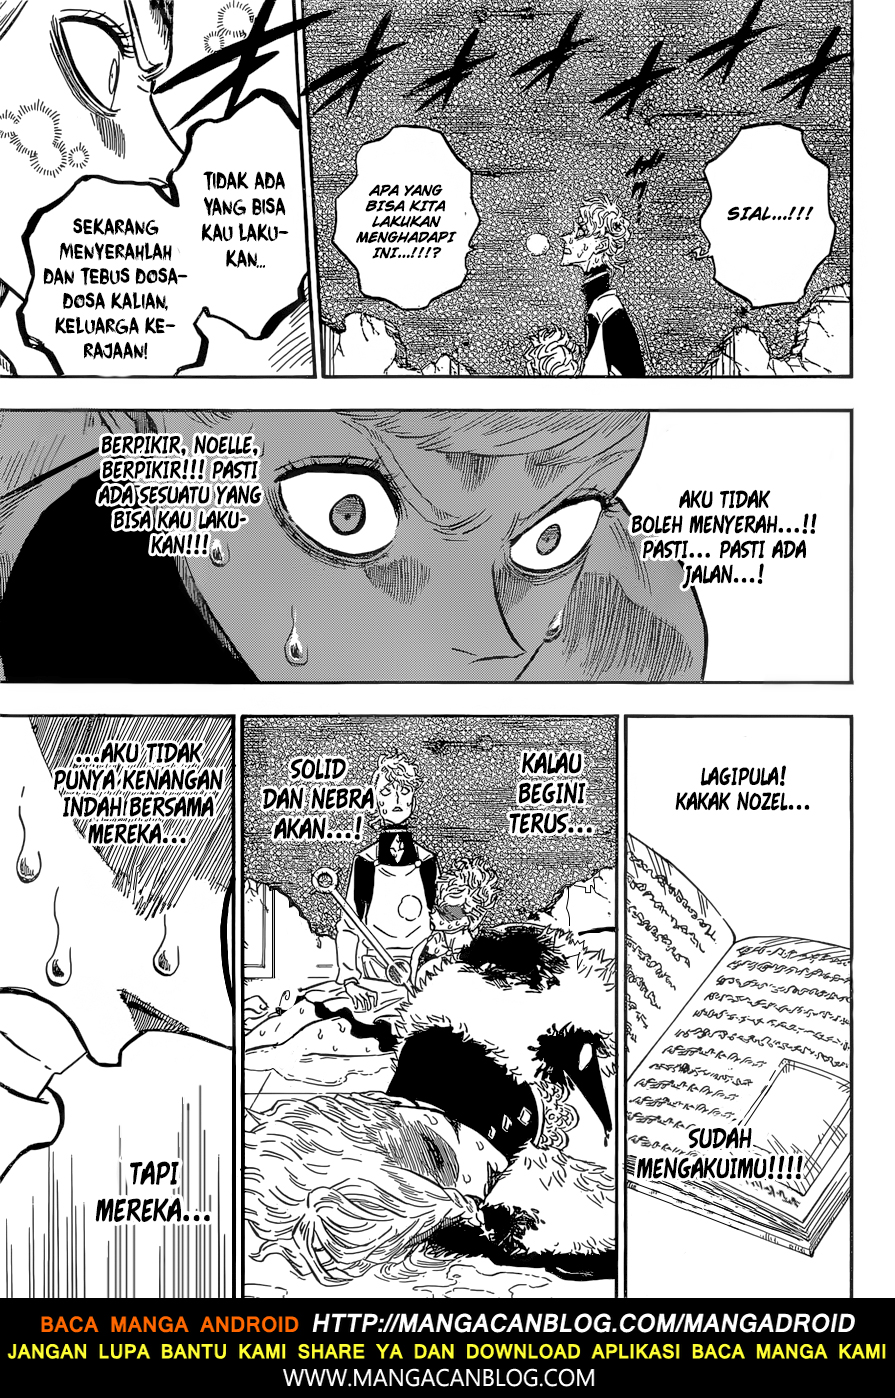 SIAL...!!!
APA YANG
BISA KITA
LAKUKAN
MENGHADAPI
INI...!!!?
TIDAK ADA
YANG BISA
KAU LAKU-
KAN...
SEKARANG
MENYERAHLAH
DAN TEBUS DOSA-
DOSA KALIAN,
KELUARGA KE-
RAJAAN!
AKU TIDAK
BOLEH MENYERAH...!!
PASTI... PASTI ADA
JALAN...!
BERPIKIR, NOELLE,
BERPIKIR!!! PASTI
ADA SESUATU YANG
BISA KAU LAKU-
KAN!!!
LAGIPULA!
KAKAK NOZEL...
SUDAH
MENGAKUIMU!!!!
KALAU
BEGINI
TERUS...
SOLID
DAN NEBRA
AKAN...!
...AKU TIDAK
PUNYA KENANGAN
INDAH BERSAMA
MEREKA...
TAPI
MEREKA...
BACA MANGA ANDROID HTTP://MANGACANBLOG.COM/MANGADROID
JANGAN LUPA BANTU KAMI SHARE YA DAN DOWNLOAD APLIKASI BACA MANGA KAMI
WWW.MANGACANBLOG.COM